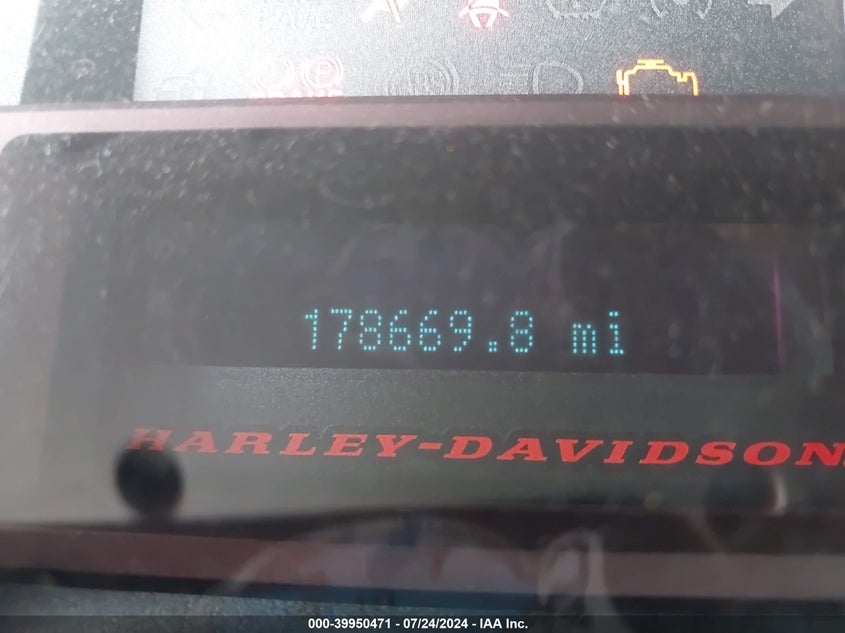 178669.8 mi
HARLEY-DAVIDSON
000-39950471 - 07/24/2024 - IAA Inc.